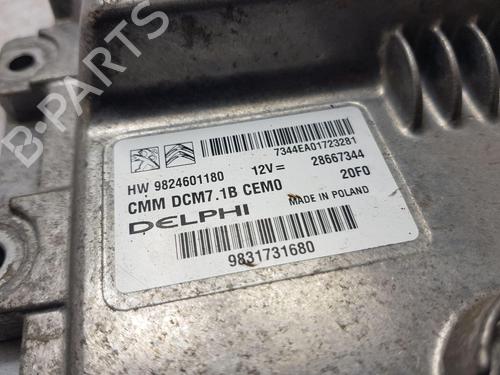 B-PARTS
7344EA01723281
HW 9824601180 12V= 28667344
CMM DCM7.1B CEM0 20F0
DELPHI MADE IN POLAND
9831731680